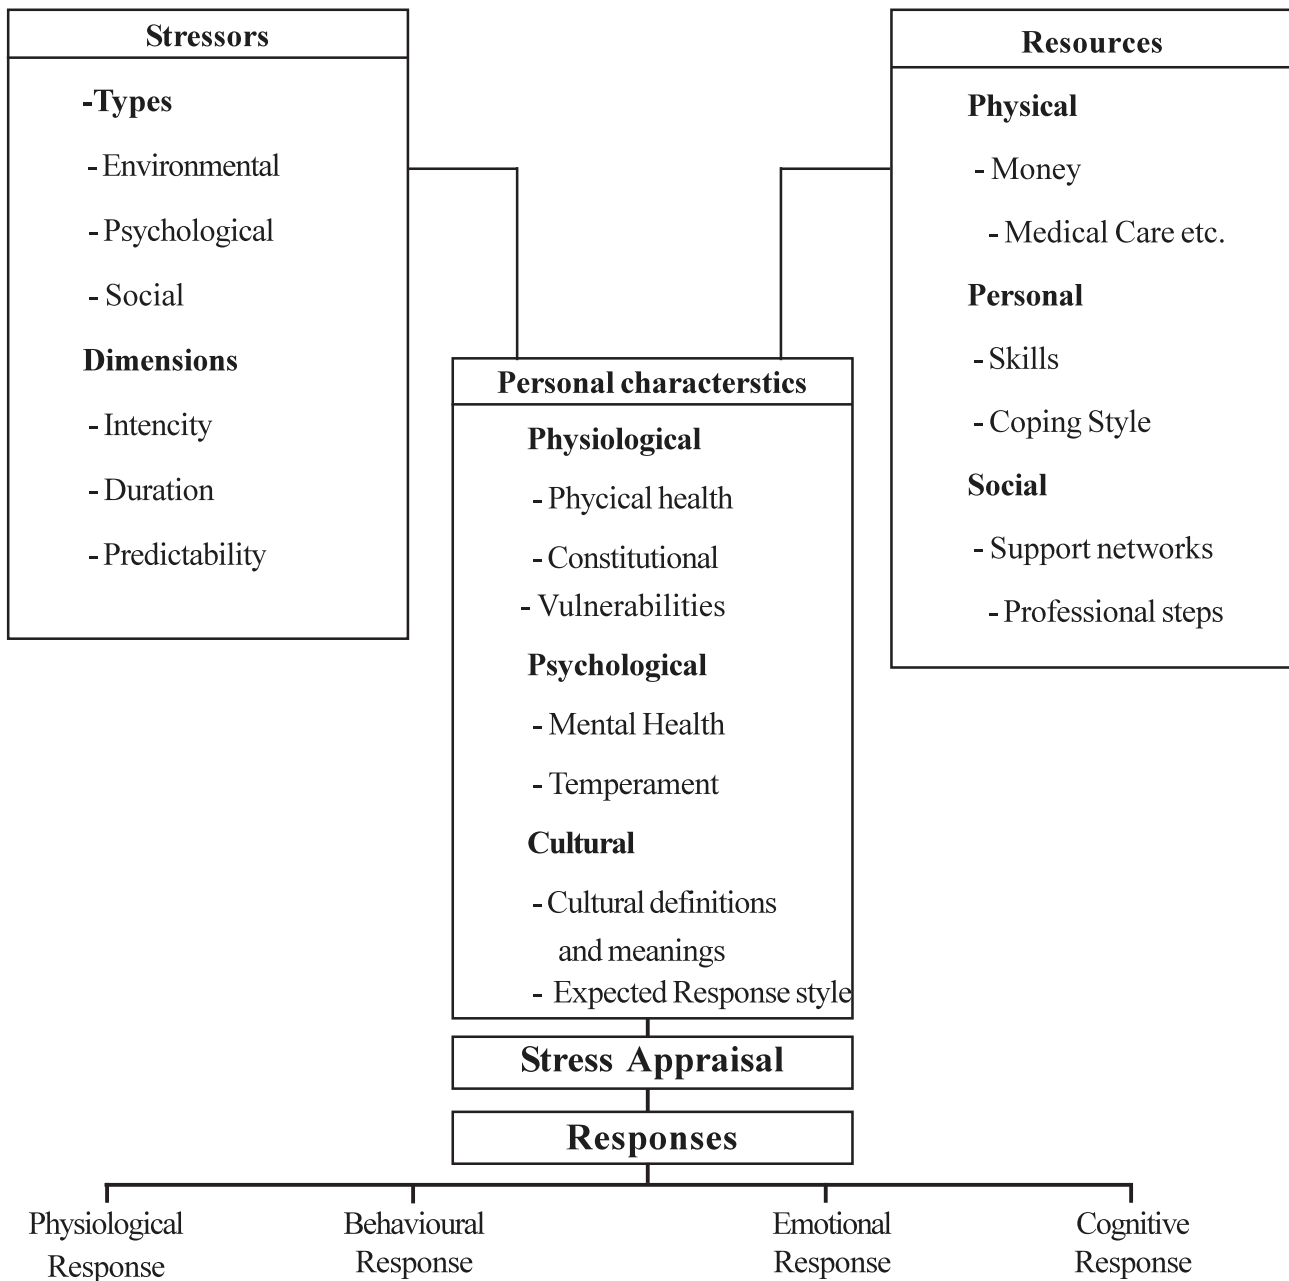 Stressors
-Types
- Environmental
- Psychological
- Social
Dimensions
- Intencity
- Duration
- Predictability
Resources
Physical
- Money
- Medical Care etc.
Personal
- Skills
- Coping Style
Social
- Support networks
- Professional steps
Personal characterstics
Physiological
- Phycical health
- Constitutional
- Vulnerabilities
Psychological
- Mental Health
- Temperament
Cultural
- Cultural definitions
and meanings
- Expected Response style
Stress Appraisal
Responses
Physiological
Response
Behavioural
Response
Emotional
Response
Cognitive
Response